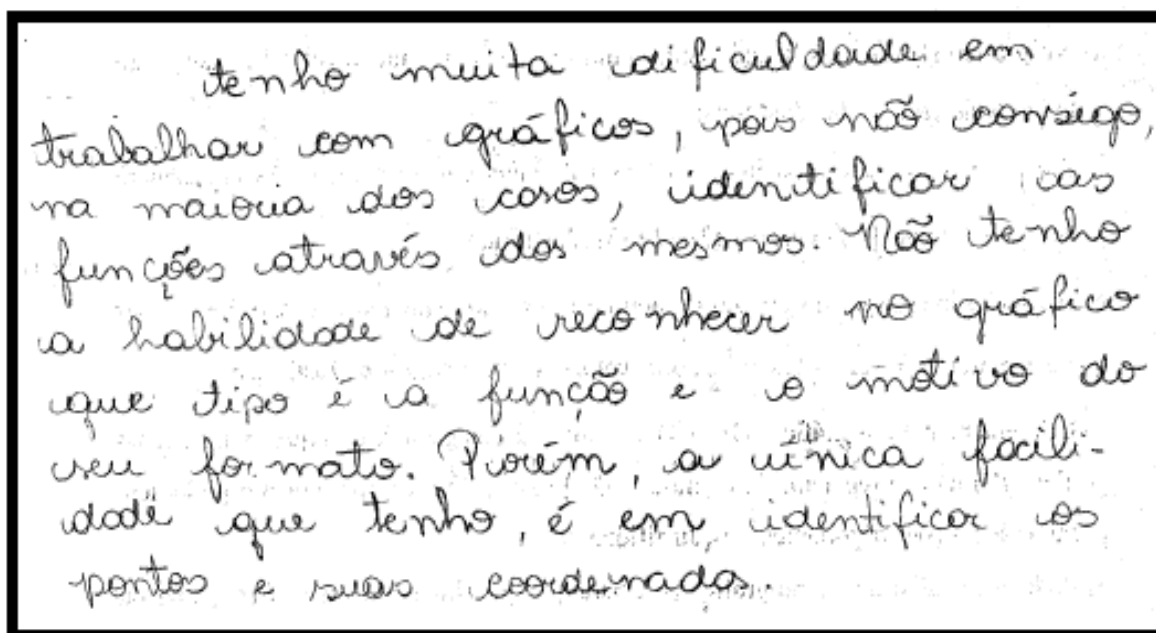 tenho muita dificuldade em
trabalhar com gráficos, pois não consigo,
na maioria dos casos, identificar as
funções através dos mesmos. Não tenho
a habilidade de reconhecer no gráfico
que tipo é a função e o motivo do
seu formato. Porém, a única facili-
dade que tenho, é em identificar os
pontos e suas coordenadas.